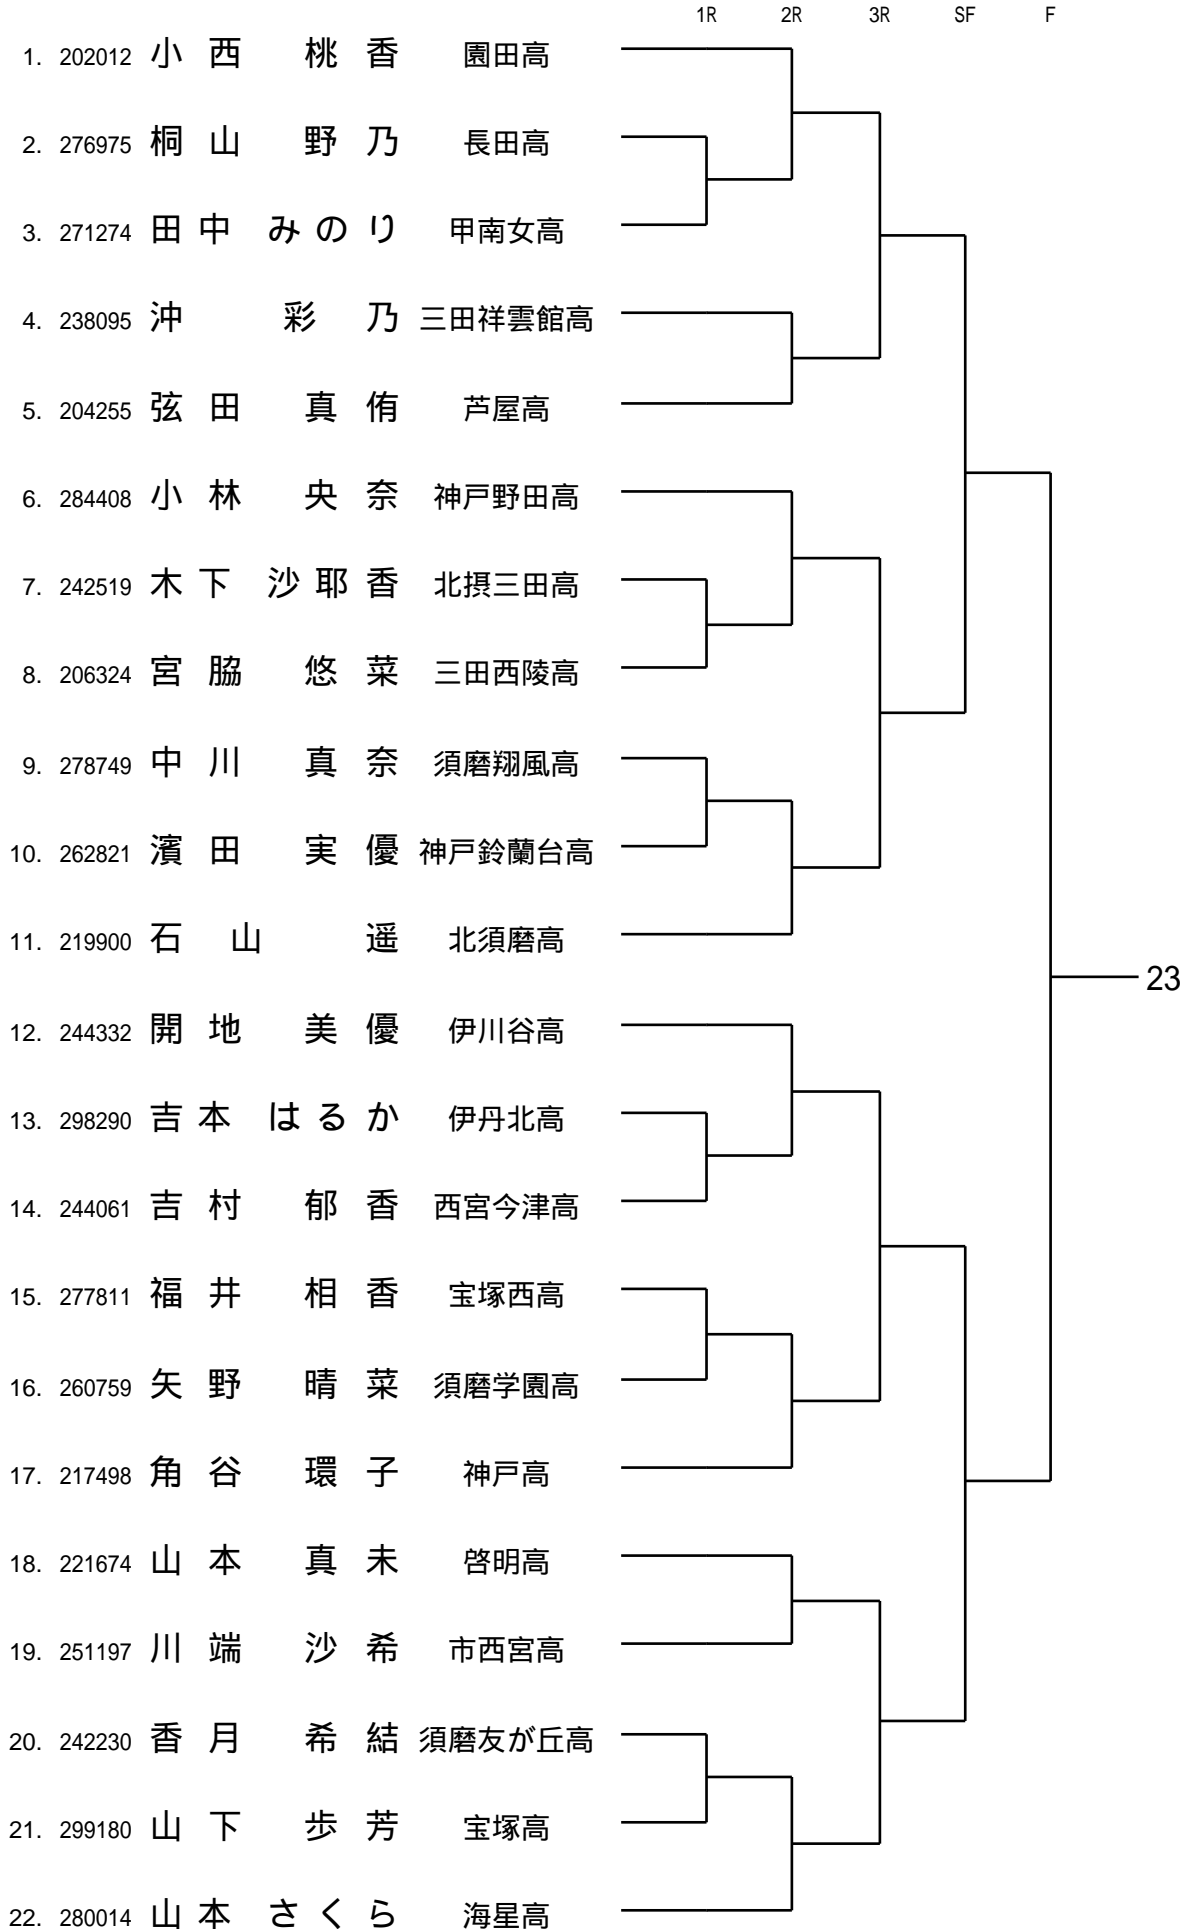 1R 2R 3R SF F
1. 202012 小西 桃香 園田高
2. 276975 桐山 野乃 長田高
3. 271274 田中 みのり 甲南女高
4. 238095 沖 彩乃 三田祥雲館高
5. 204255 弦田 真侑 芦屋高
6. 284408 小林 央奈 神戸野田高
7. 242519 木下 沙耶香 北摂三田高
8. 206324 宮脇 悠菜 三田西陵高
9. 278749 中川 真奈 須磨翔風高
10. 262821 濱田 実優 神戸鈴蘭台高
11. 219900 石山 遥 北須磨高
23
12. 244332 開地 美優 伊川谷高
13. 298290 吉本 はるか 伊丹北高
14. 244061 吉村 郁香 西宮今津高
15. 277811 福井 相香 宝塚西高
16. 260759 矢野 晴菜 須磨学園高
17. 217498 角谷 環子 神戸高
18. 221674 山本 真未 啓明高
19. 251197 川端 沙希 市西宮高
20. 242230 香月 希結 須磨友が丘高
21. 299180 山下 歩芳 宝塚高
22. 280014 山本 さくら 海星高